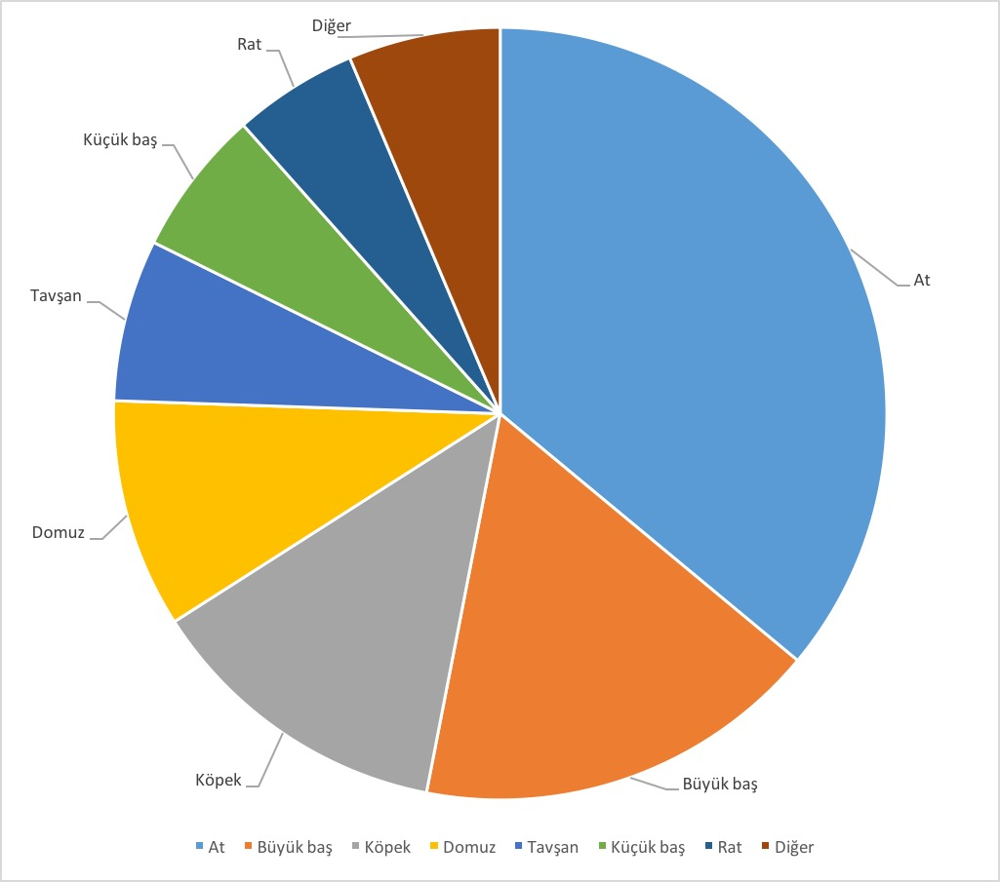 Diğer
Rat
Küçük baş
Tavşan
At
Domuz
Köpek
Büyük baş
At Büyük baş Köpek Domuz Tavşan Küçük baş Rat Diğer